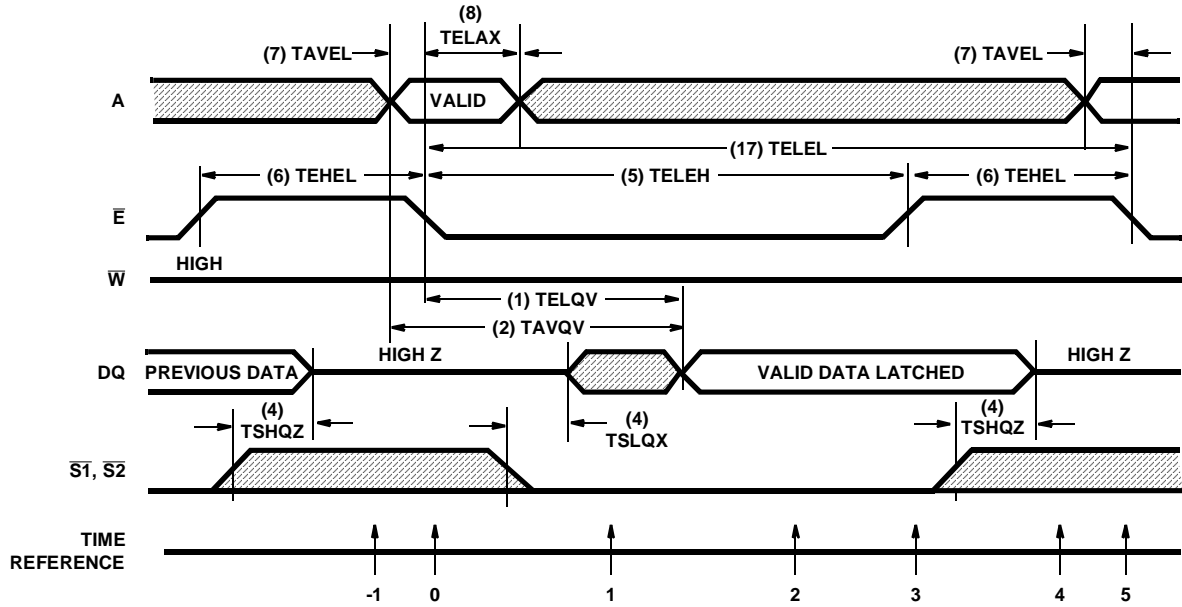 (8)
(7) TAVEL
TELAX
(7) TAVEL
A
VALID
(17) TELEL
(6) TEHEL
(5) TELEH
(6) TEHEL
E̅
HIGH
W̅
(1) TELQV
(2) TAVQV
HIGH Z
HIGH Z
DQ
PREVIOUS DATA
VALID DATA LATCHED
(4)
TSHQZ
(4)
TSLQX
(4)
TSHQZ
S̅1̅, S̅2̅
TIME
REFERENCE
-1 0 1 2 3 4 5